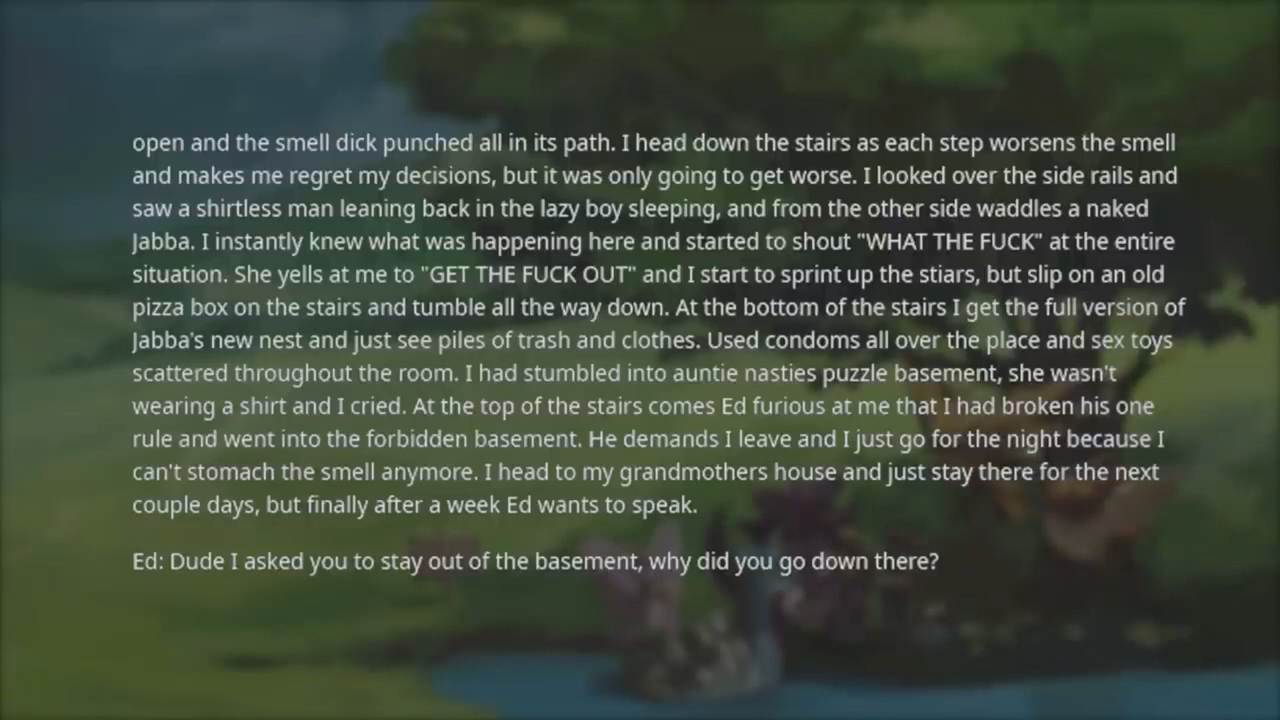 open and the smell dick punched all in its path. I head down the stairs as each step worsens the smell
and makes me regret my decisions, but it was only going to get worse. I looked over the side rails and
saw a shirtless man leaning back in the lazy boy sleeping, and from the other side waddles a naked
Jabba. I instantly knew what was happening here and started to shout "WHAT THE FUCK" at the entire
situation. She yells at me to "GET THE FUCK OUT" and I start to sprint up the stiars, but slip on an old
pizza box on the stairs and tumble all the way down. At the bottom of the stairs I get the full version of
Jabba's new nest and just see piles of trash and clothes. Used condoms all over the place and sex toys
scattered throughout the room. I had stumbled into auntie nasties puzzle basement, she wasn't
wearing a shirt and I cried. At the top of the stairs comes Ed furious at me that I had broken his one
rule and went into the forbidden basement. He demands I leave and I just go for the night because I
can't stomach the smell anymore. I head to my grandmothers house and just stay there for the next
couple days, but finally after a week Ed wants to speak.
Ed: Dude I asked you to stay out of the basement, why did you go down there?